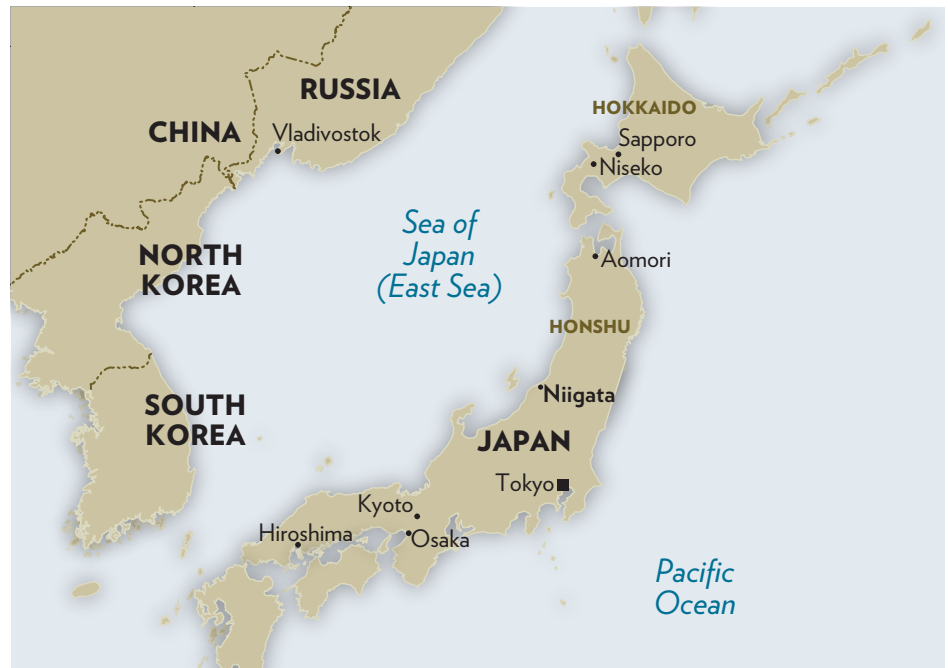 RUSSIA
CHINA
Vladivostok
HOKKAIDO
Sapporo
Niseko
Sea of
Japan
(East Sea)
NORTH
KOREA
Aomori
HONSHU
SOUTH
KOREA
Niigata
JAPAN
Tokyo
Kyoto
Hiroshima
Osaka
Pacific
Ocean